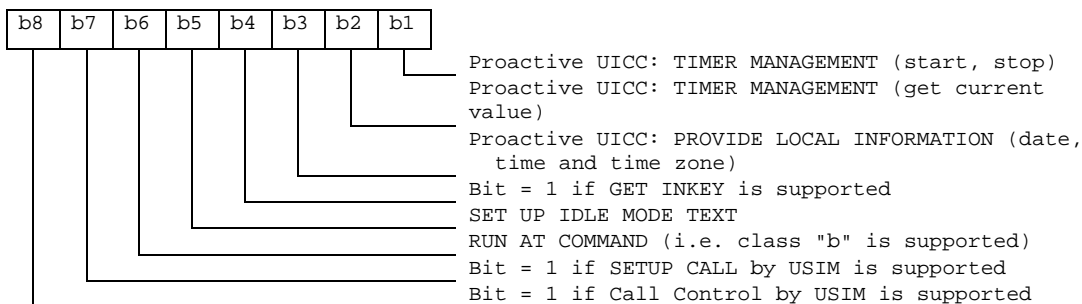 b8 b7 b6 b5 b4 b3 b2 b1
Proactive UICC: TIMER MANAGEMENT (start, stop)
Proactive UICC: TIMER MANAGEMENT (get current
value)
Proactive UICC: PROVIDE LOCAL INFORMATION (date,
time and time zone)
Bit = 1 if GET INKEY is supported
SET UP IDLE MODE TEXT
RUN AT COMMAND (i.e. class "b" is supported)
Bit = 1 if SETUP CALL by USIM is supported
Bit = 1 if Call Control by USIM is supported